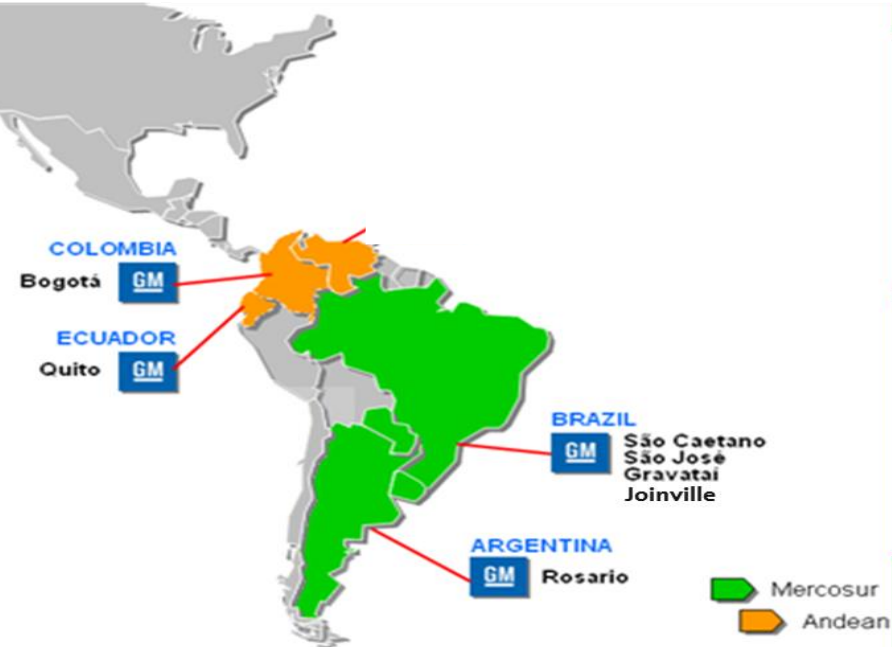 COLOMBIA
Bogotá
GM
ECUADOR
Quito
GM
BRAZIL
GM
São Caetano
São José
Gravataí
Joinville
ARGENTINA
GM
Rosario
Mercosur
Andean